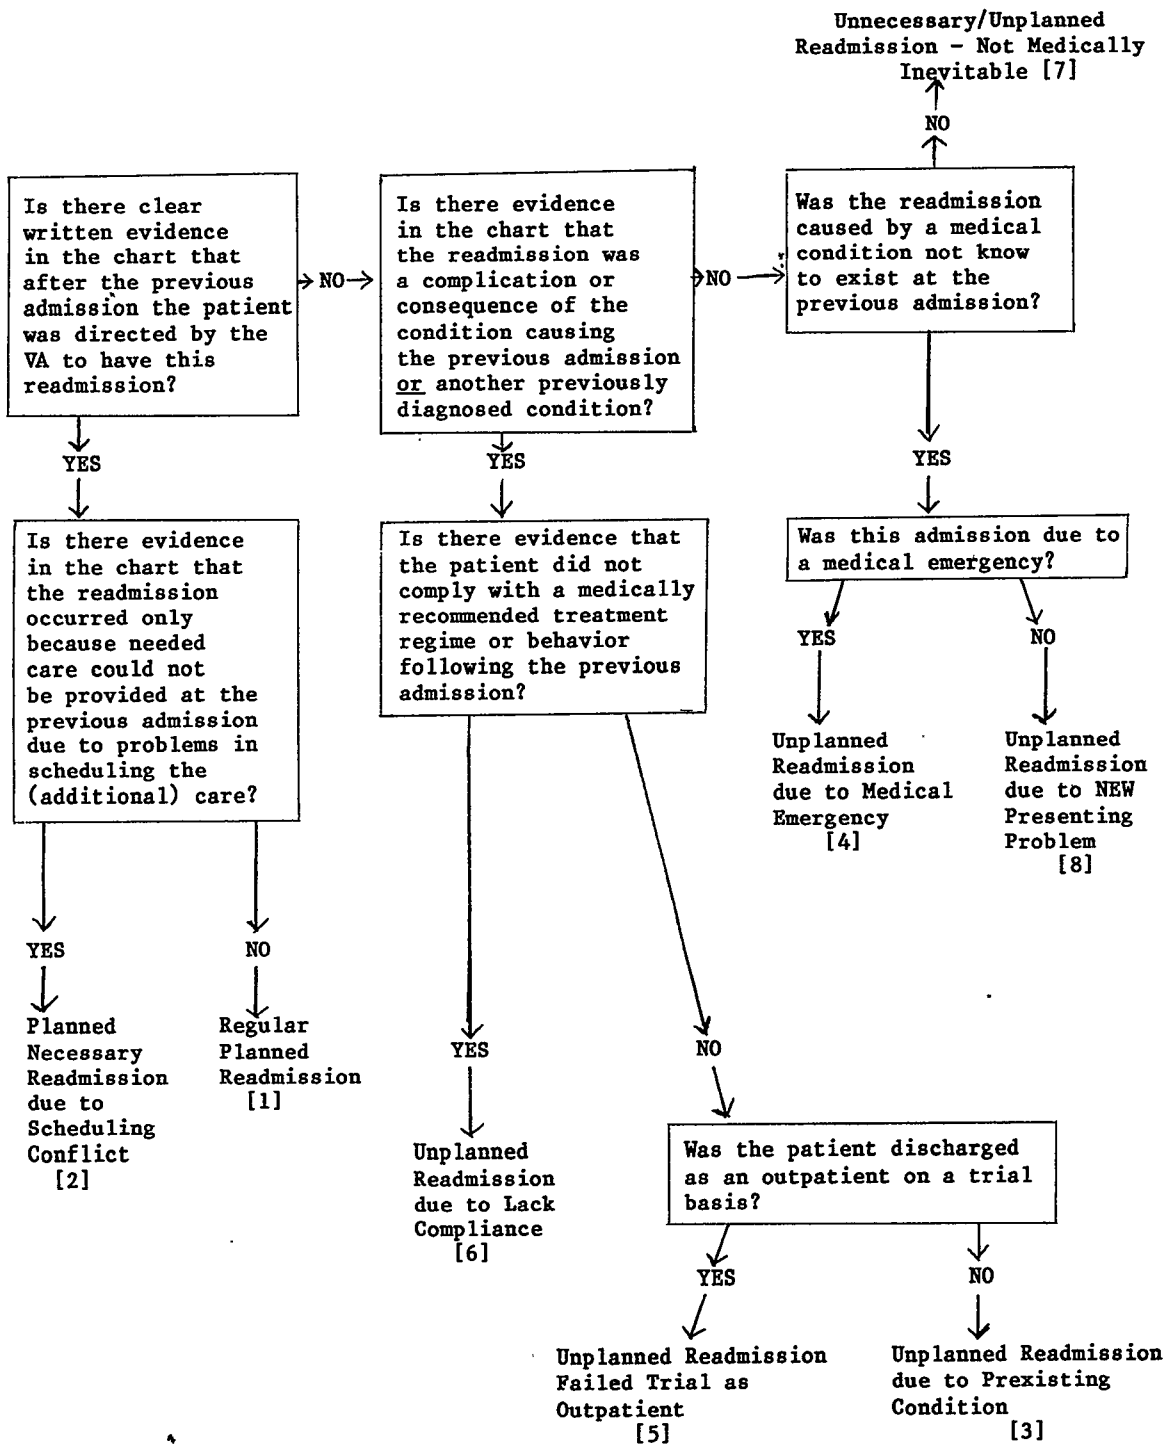 Unnecessary/Unplanned
Readmission - Not Medically
Inevitable [7]
NO
Is there clear
written evidence
in the chart that
after the previous
admission the patient
was directed by the
VA to have this
readmission?
NO
Is there evidence
in the chart that
the readmission was
a complication or
consequence of the
condition causing
the previous admission
or another previously
diagnosed condition?
NO
Was the readmission
caused by a medical
condition not know
to exist at the
previous admission?
YES
YES
YES
Is there evidence
in the chart that
the readmission
occurred only
because needed
care could not
be provided at the
previous admission
due to problems in
scheduling the
(additional) care?
Is there evidence that
the patient did not
comply with a medically
recommended treatment
regime or behavior
following the previous
admission?
Was this admission due to
a medical emergency?
YES
NO
Unplanned
Readmission
due to Medical
Emergency
[4]
Unplanned
Readmission
due to NEW
Presenting
Problem
[8]
YES
NO
Planned
Necessary
Readmission
due to
Scheduling
Conflict
[2]
Regular
Planned
Readmission
[1]
YES
NO
Unplanned
Readmission
due to Lack
Compliance
[6]
Was the patient discharged
as an outpatient on a trial
basis?
YES
NO
Unplanned Readmission
Failed Trial as
Outpatient
[5]
Unplanned Readmission
due to Prexisting
Condition
[3]